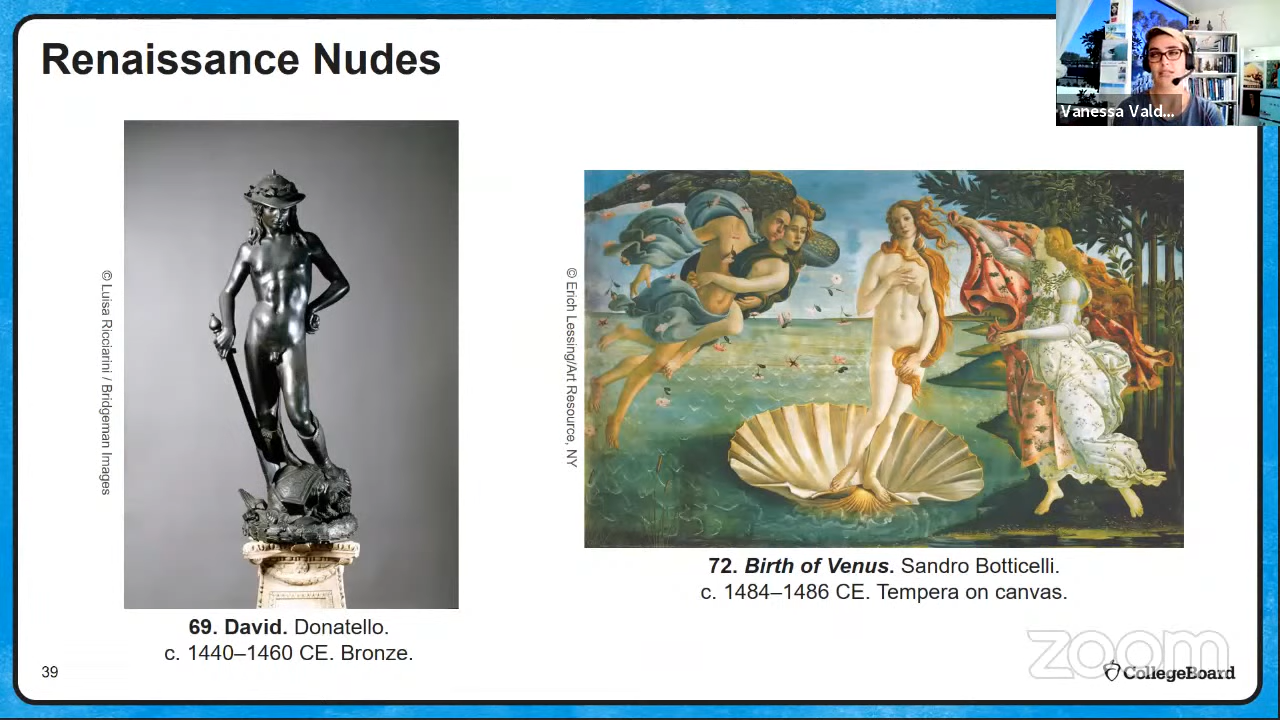 Renaissance Nudes
Vanessa Vald...
© Luisa Ricciarini / Bridgeman Images
© Erich Lessing/Art Resource, NY
69. David. Donatello.
c. 1440–1460 CE. Bronze.
72. Birth of Venus. Sandro Botticelli.
c. 1484–1486 CE. Tempera on canvas.
39
zoom
CollegeBoard